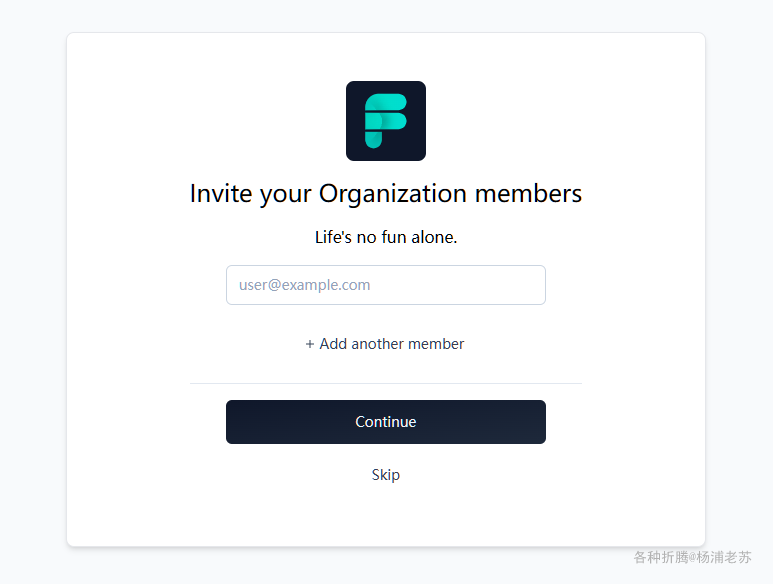 Invite your Organization members
Life's no fun alone.
user@example.com
+ Add another member
Continue
Skip
各种折腾@杨浦老苏